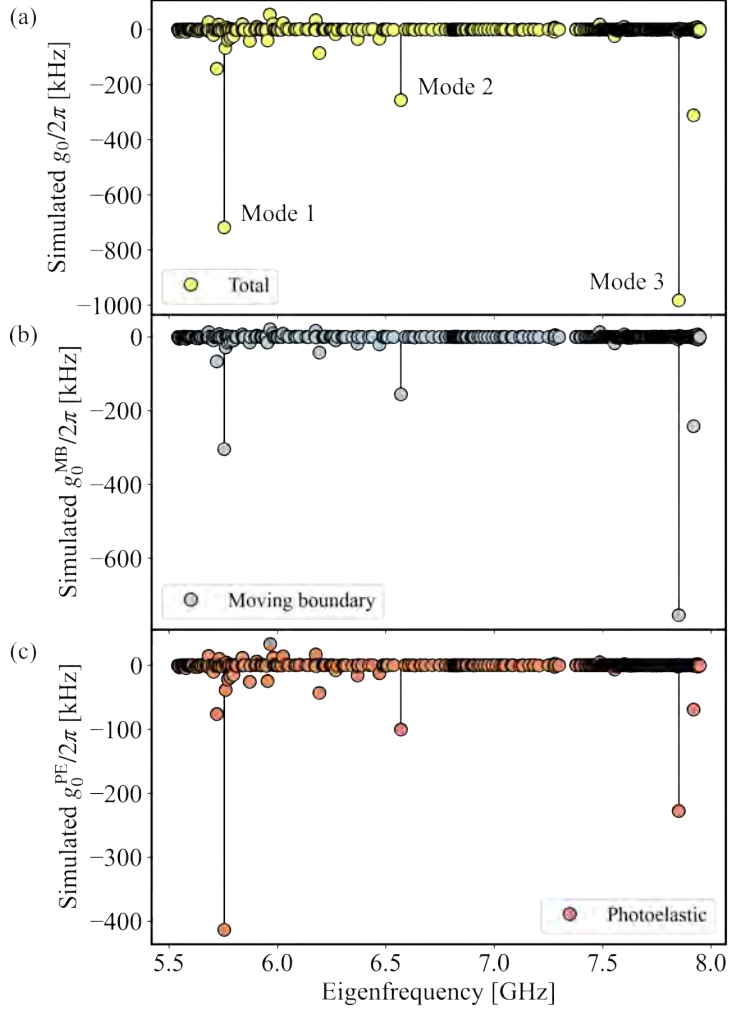 (a)
Simulated g₀/2π [kHz]
0
−200
−400
−600
−800
−1000
Mode 1
Mode 2
Mode 3
Total
(b)
Simulated g₀ᴹᴮ/2π [kHz]
0
−200
−400
−600
Moving boundary
(c)
Simulated g₀ᴾᴱ/2π [kHz]
0
−100
−200
−300
−400
Photoelastic
5.5 6.0 6.5 7.0 7.5 8.0
Eigenfrequency [GHz]